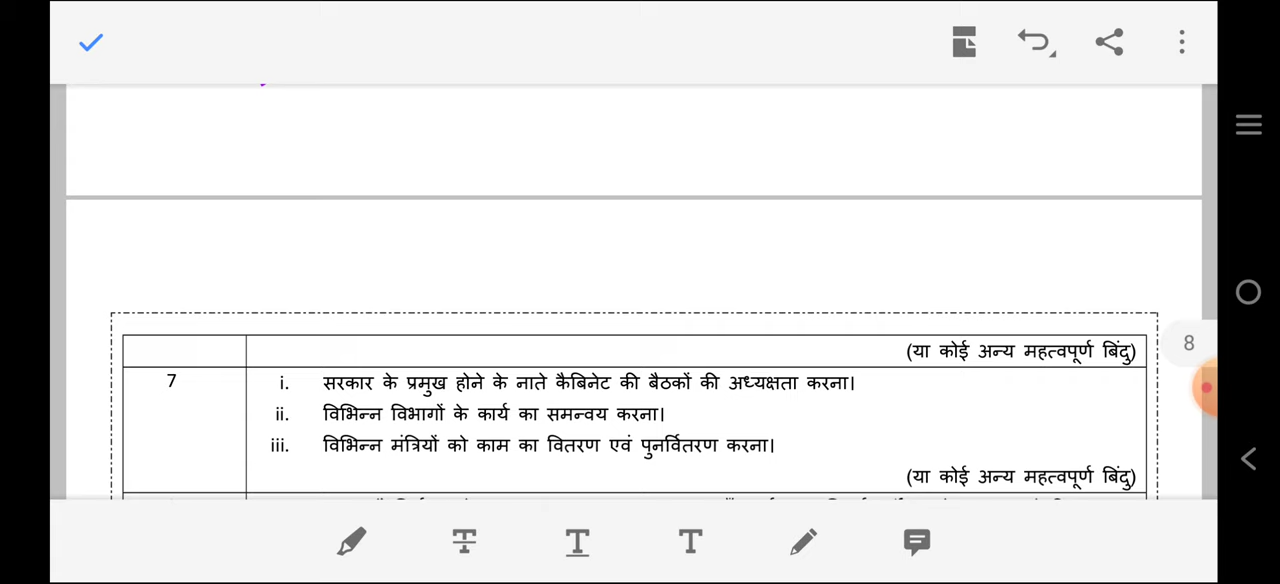 8
(या कोई अन्य महत्वपूर्ण बिंदु)
7
i. सरकार के प्रमुख होने के नाते कैबिनेट की बैठकों की अध्यक्षता करना।
ii. विभिन्न विभागों के कार्य का समन्वय करना।
iii. विभिन्न मंत्रियों को काम का वितरण एवं पुनर्वितरण करना।
(या कोई अन्य महत्वपूर्ण बिंदु)